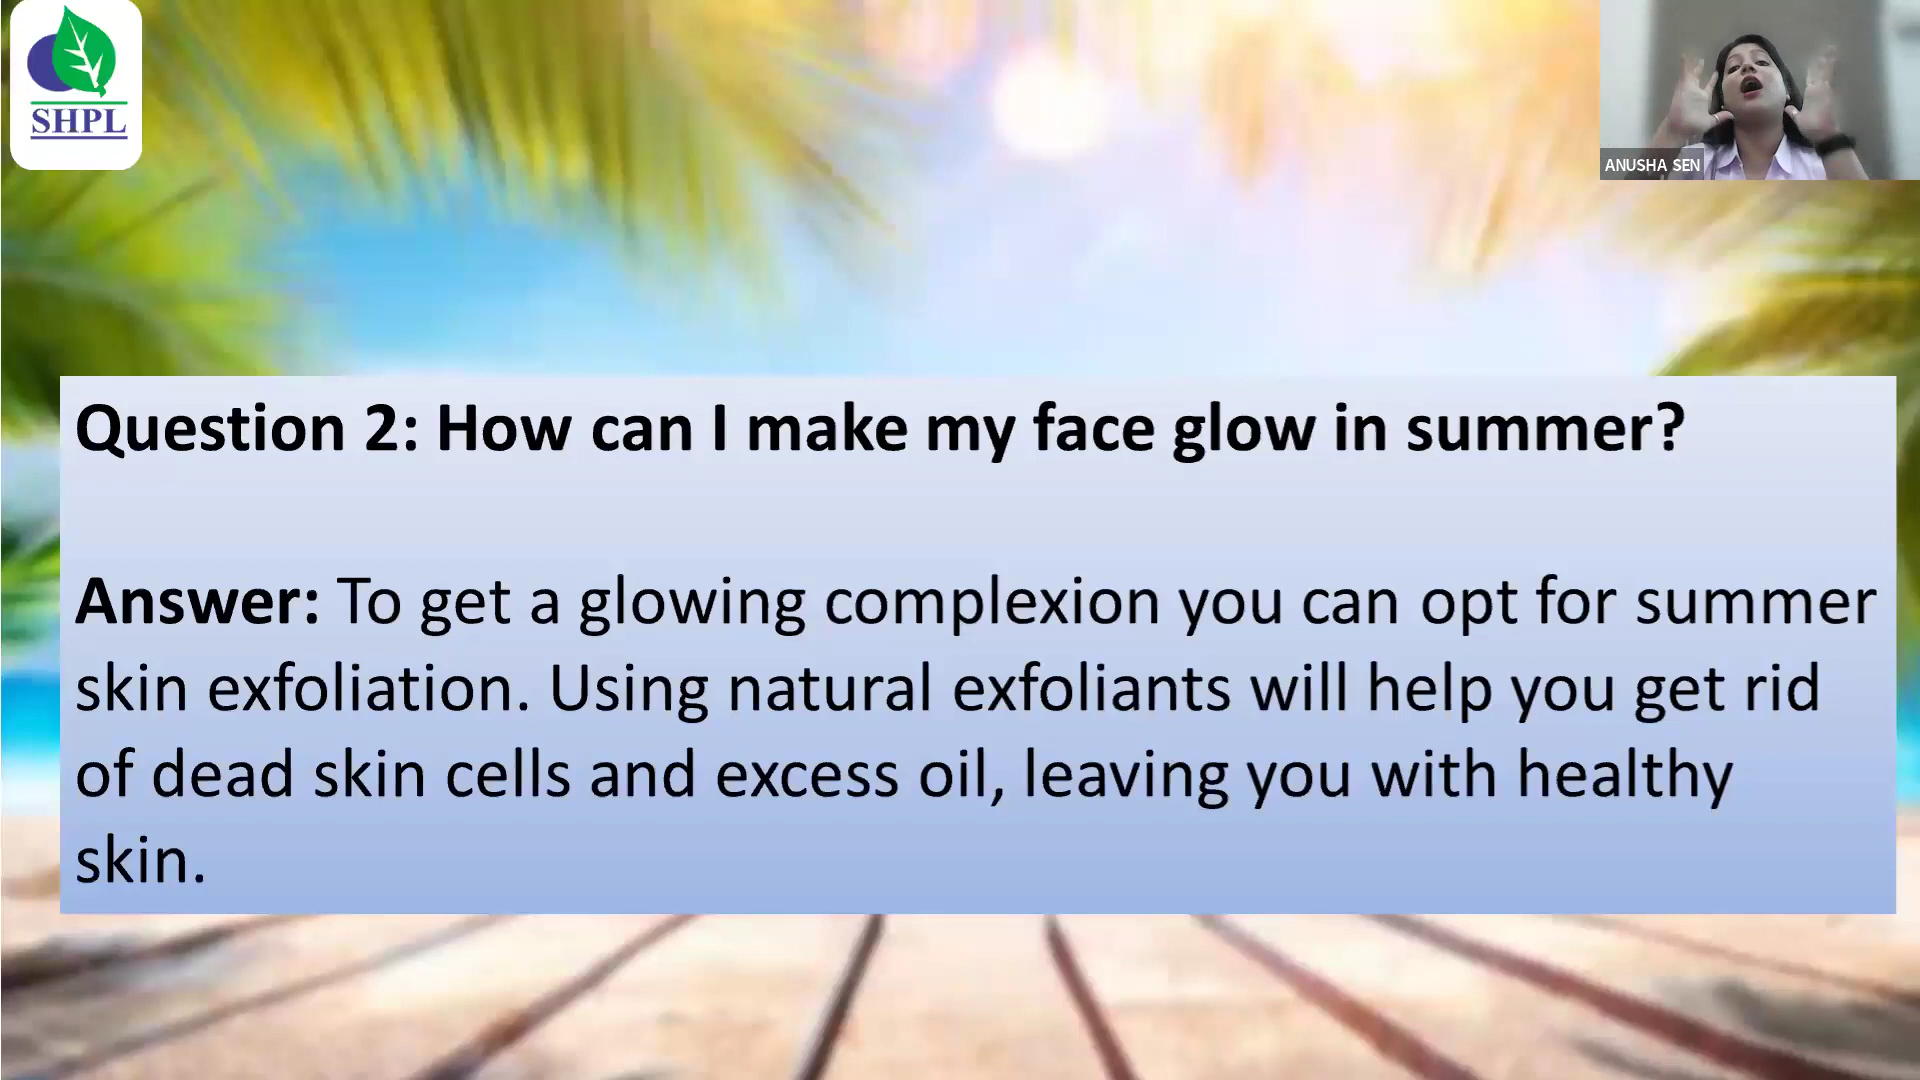 SHPL
ANUSHA SEN
Question 2: How can I make my face glow in summer?
Answer: To get a glowing complexion you can opt for summer
skin exfoliation. Using natural exfoliants will help you get rid
of dead skin cells and excess oil, leaving you with healthy
skin.